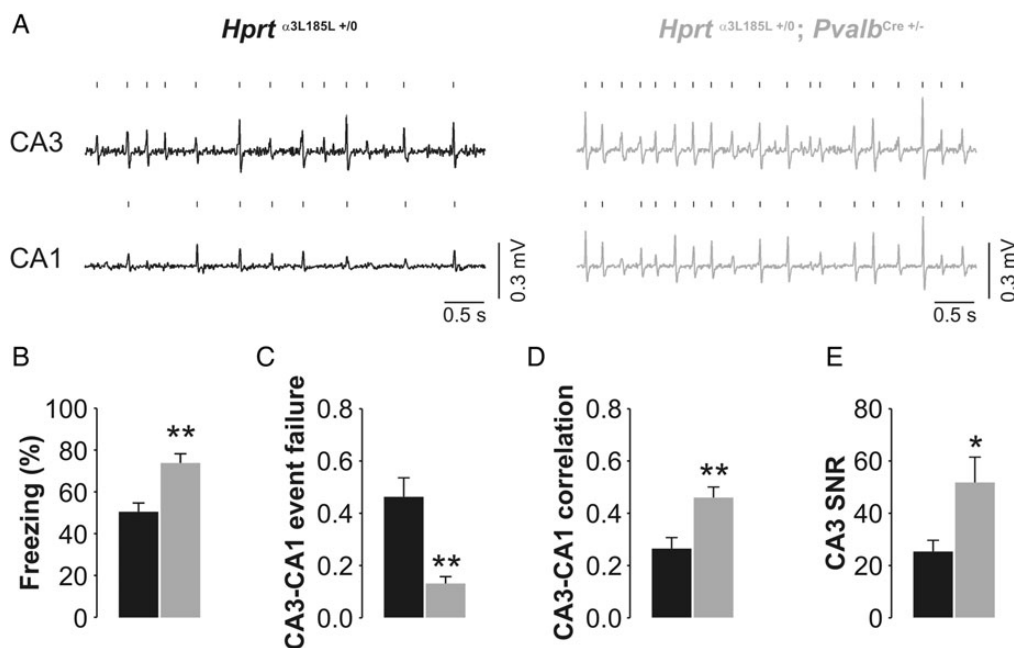 A
Hprt α3L185L +/0
Hprt α3L185L +/0; Pvalb Cre +/-
CA3
CA1
0.3 mV
0.5 s
0.3 mV
0.5 s
B
Freezing (%)
100
80
60
40
20
0
**
C
CA3-CA1 event failure
0.8
0.6
0.4
0.2
0.0
**
D
CA3-CA1 correlation
0.8
0.6
0.4
0.2
0.0
**
E
CA3 SNR
80
60
40
20
0
*